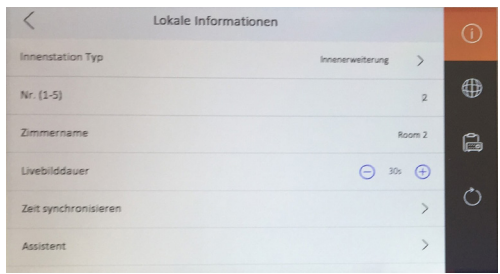 Lokale Informationen
Innenstation Typ Innenerweiterung
Nr. (1-5) 2
Zimmername Room 2
Livebilddauer 30s
Zeit synchronisieren
Assistent